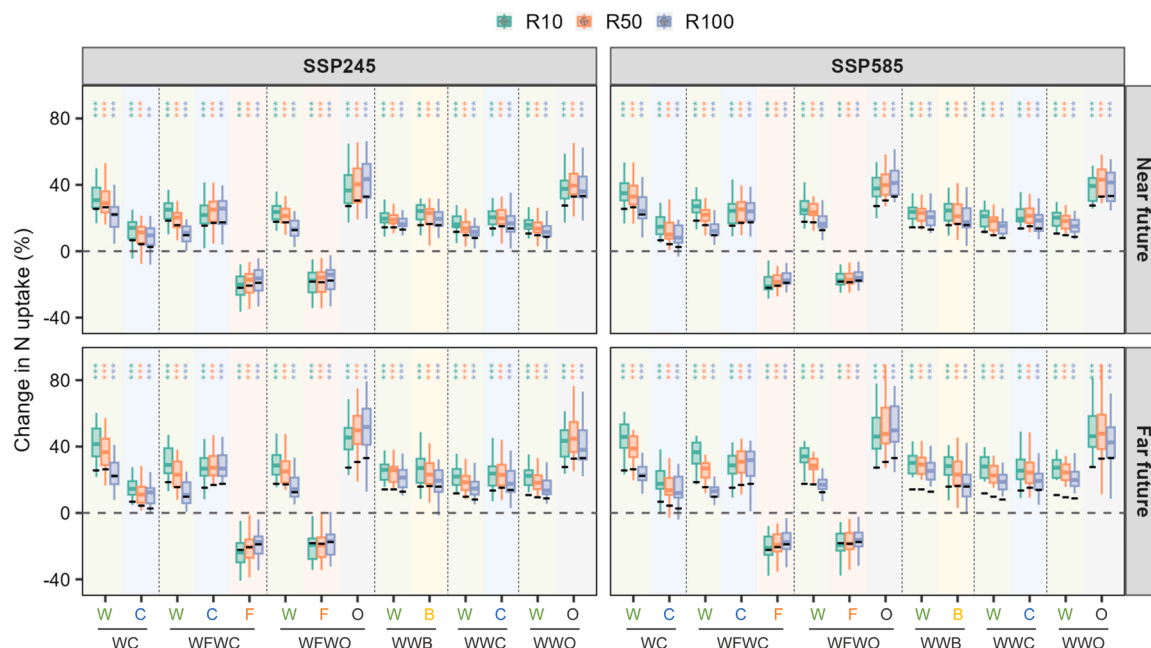 R10 R50 R100
SSP245 SSP585
80
40
0
-40
Near future
Change in N uptake (%)
80
40
0
-40
Far future
W C W C F W F O W B W C W O W C W C F W F O W B W C W O
WC WFWC WFWO WWB WWC WWO WC WFWC WFWO WWB WWC WWO